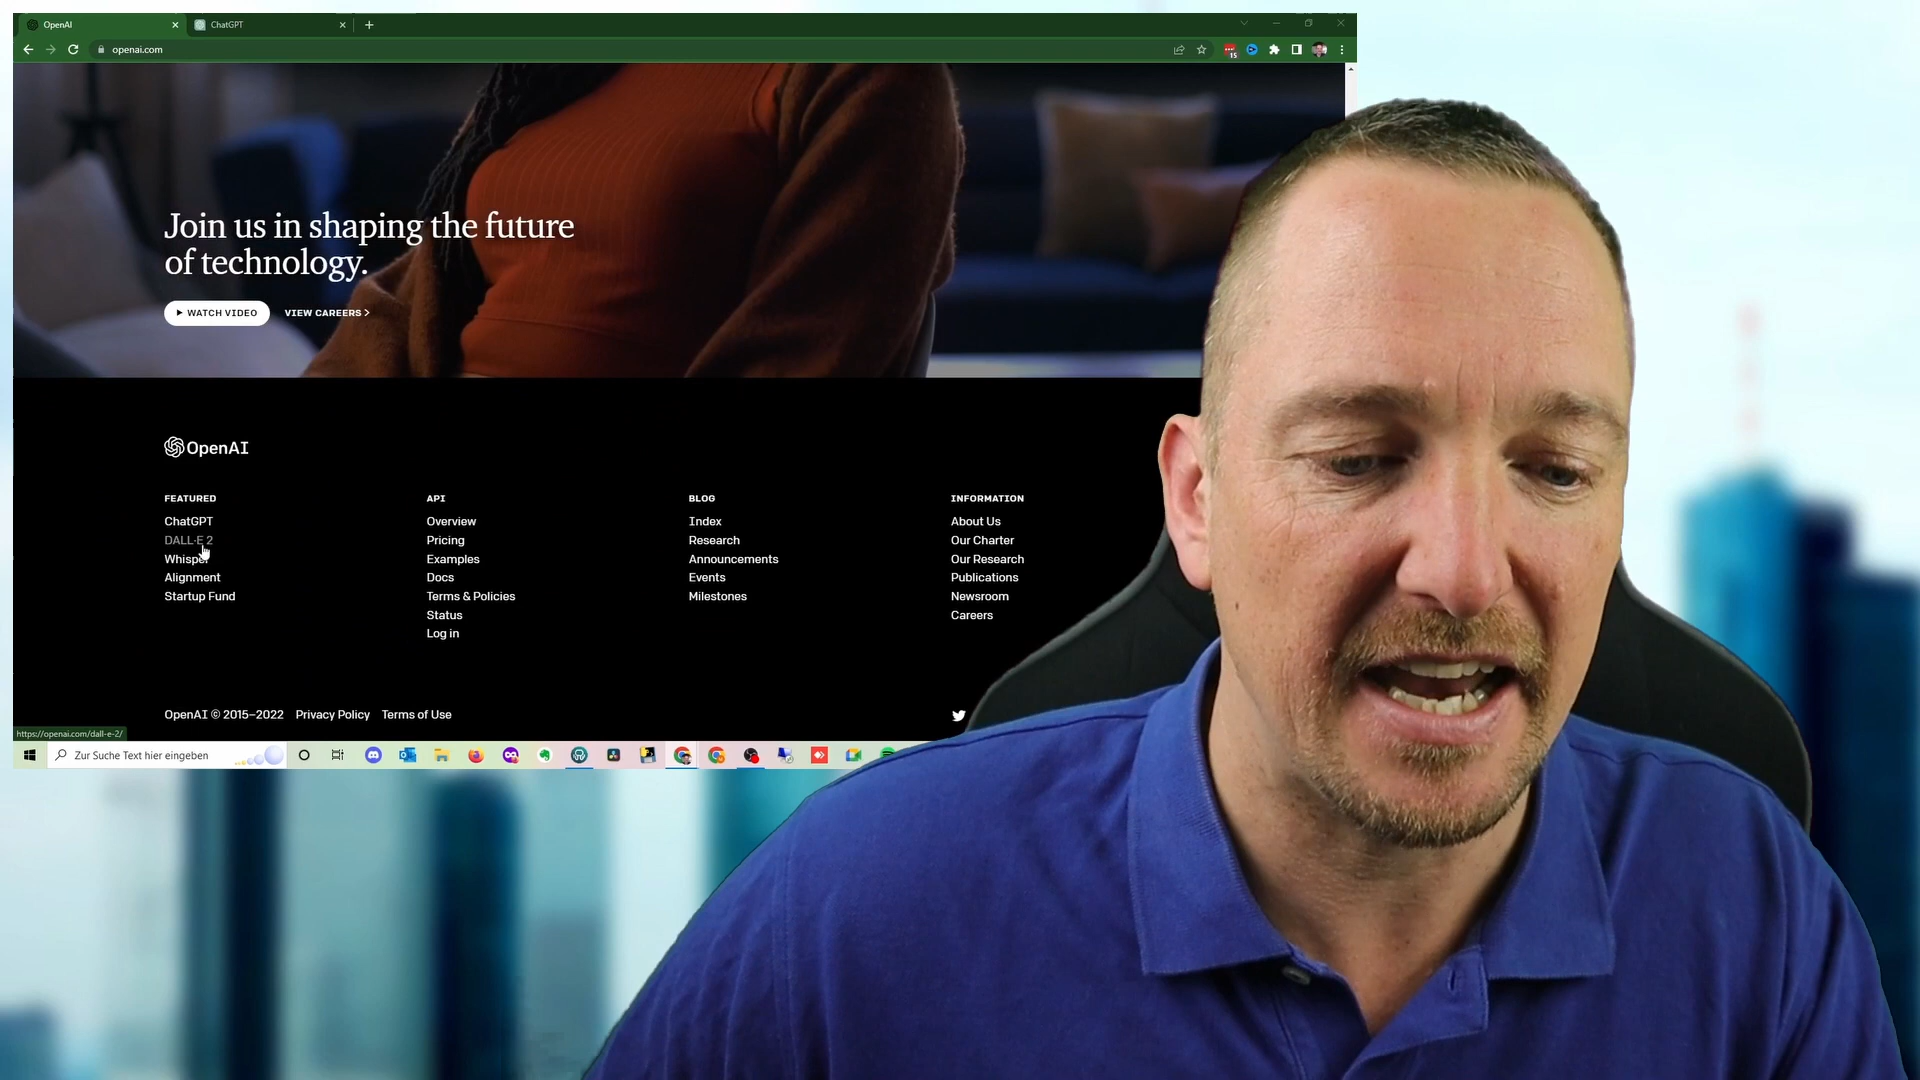 OpenAI
ChatGPT
openai.com
15
Join us in shaping the future
of technology.
WATCH VIDEO
VIEW CAREERS >
OpenAI
FEATURED
ChatGPT
DALL·E 2
Whisper
Alignment
Startup Fund
API
Overview
Pricing
Examples
Docs
Terms & Policies
Status
Log in
BLOG
Index
Research
Announcements
Events
Milestones
INFORMATION
About Us
Our Charter
Our Research
Publications
Newsroom
Careers
OpenAI © 2015–2022 Privacy Policy Terms of Use
https://openai.com/dall-e-2/
Zur Suche Text hier eingeben